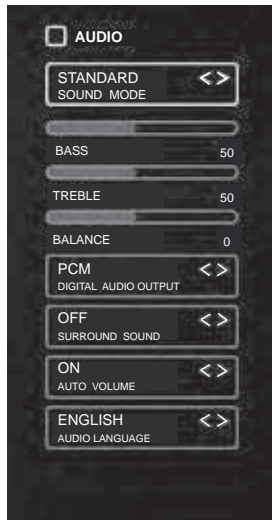 AUDIO
STANDARD < >
SOUND MODE
BASS 50
TREBLE 50
BALANCE 0
PCM < >
DIGITAL AUDIO OUTPUT
OFF < >
SURROUND SOUND
ON < >
AUTO VOLUME
ENGLISH < >
AUDIO LANGUAGE